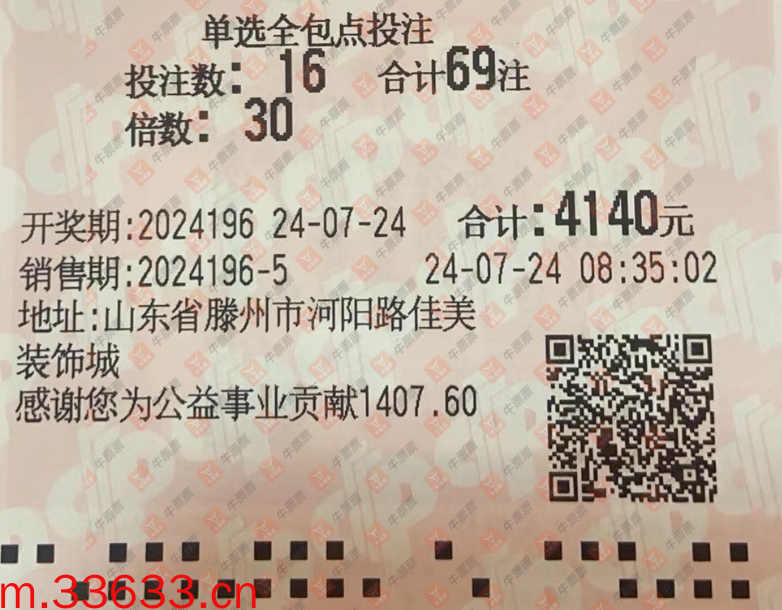 单选全包点投注
投注数: 16 合计69注
倍数: 30
开奖期:2024196 24-07-24 合计:4140元
销售期:2024196-5 24-07-24 08:35:02
地址:山东省滕州市河阳路佳美
装饰城
感谢您为公益事业贡献1407.60
m.33633.cn